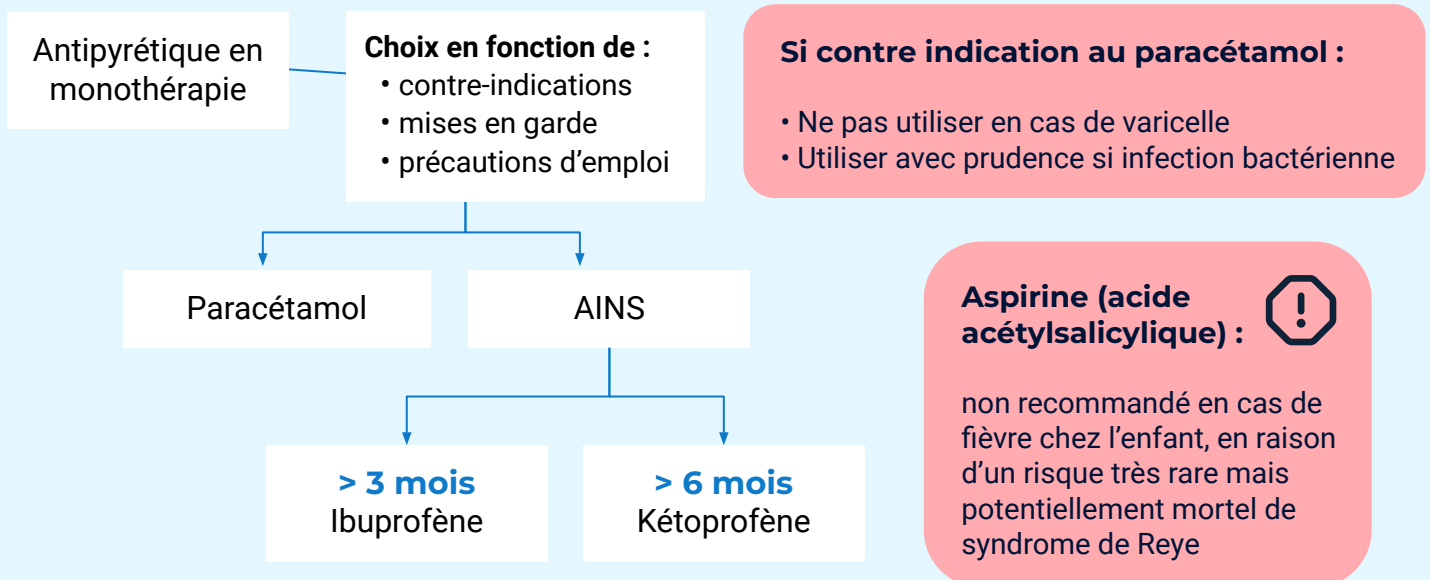 Antipyrétique en
monothérapie
Choix en fonction de :
• contre-indications
• mises en garde
• précautions d’emploi
Si contre indication au paracétamol :
• Ne pas utiliser en cas de varicelle
• Utiliser avec prudence si infection bactérienne
Paracétamol
AINS
Aspirine (acide
acétylsalicylique) :
non recommandé en cas de
fièvre chez l’enfant, en raison
d’un risque très rare mais
potentiellement mortel de
syndrome de Reye
> 3 mois
Ibuprofène
> 6 mois
Kétoprofène